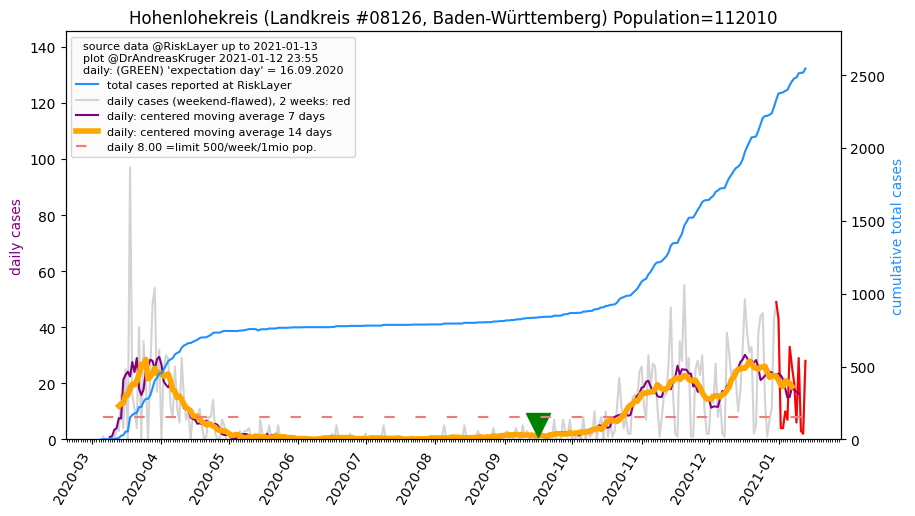 Hohenlohekreis (Landkreis #08126, Baden-Württemberg) Population=112010
source data @RiskLayer up to 2021-01-13
plot @DrAndreasKruger 2021-01-12 23:55
daily: (GREEN) 'expectation day' = 16.09.2020
total cases reported at RiskLayer
daily cases (weekend-flawed), 2 weeks: red
daily: centered moving average 7 days
daily: centered moving average 14 days
daily 8.00 =limit 500/week/1mio pop.
daily cases
140
120
100
80
60
40
20
0
cumulative total cases
2500
2000
1500
1000
500
0
2020-03
2020-04
2020-05
2020-06
2020-07
2020-08
2020-09
2020-10
2020-11
2020-12
2021-01